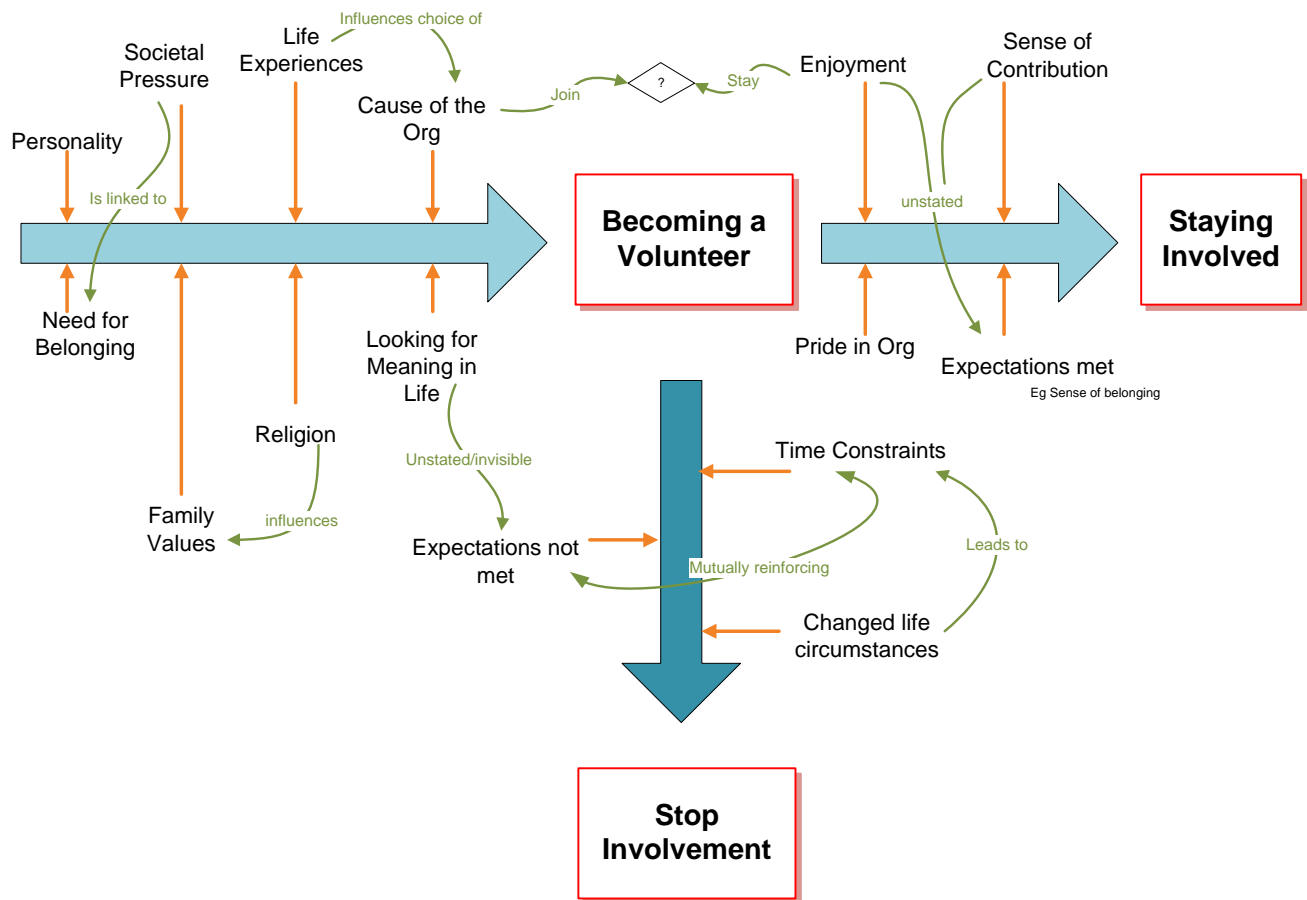 Influences choice of
Life
Experiences
Societal
Pressure
Cause of the
Org
Join
?
Stay
Enjoyment
Sense of
Contribution
Personality
Is linked to
unstated
Becoming a
Volunteer
Staying
Involved
Need for
Belonging
Looking for
Meaning in
Life
Pride in Org
Expectations met
Eg Sense of belonging
Religion
Unstated/invisible
Time Constraints
Family
Values
influences
Expectations not
met
Mutually reinforcing
Leads to
Changed life
circumstances
Stop
Involvement